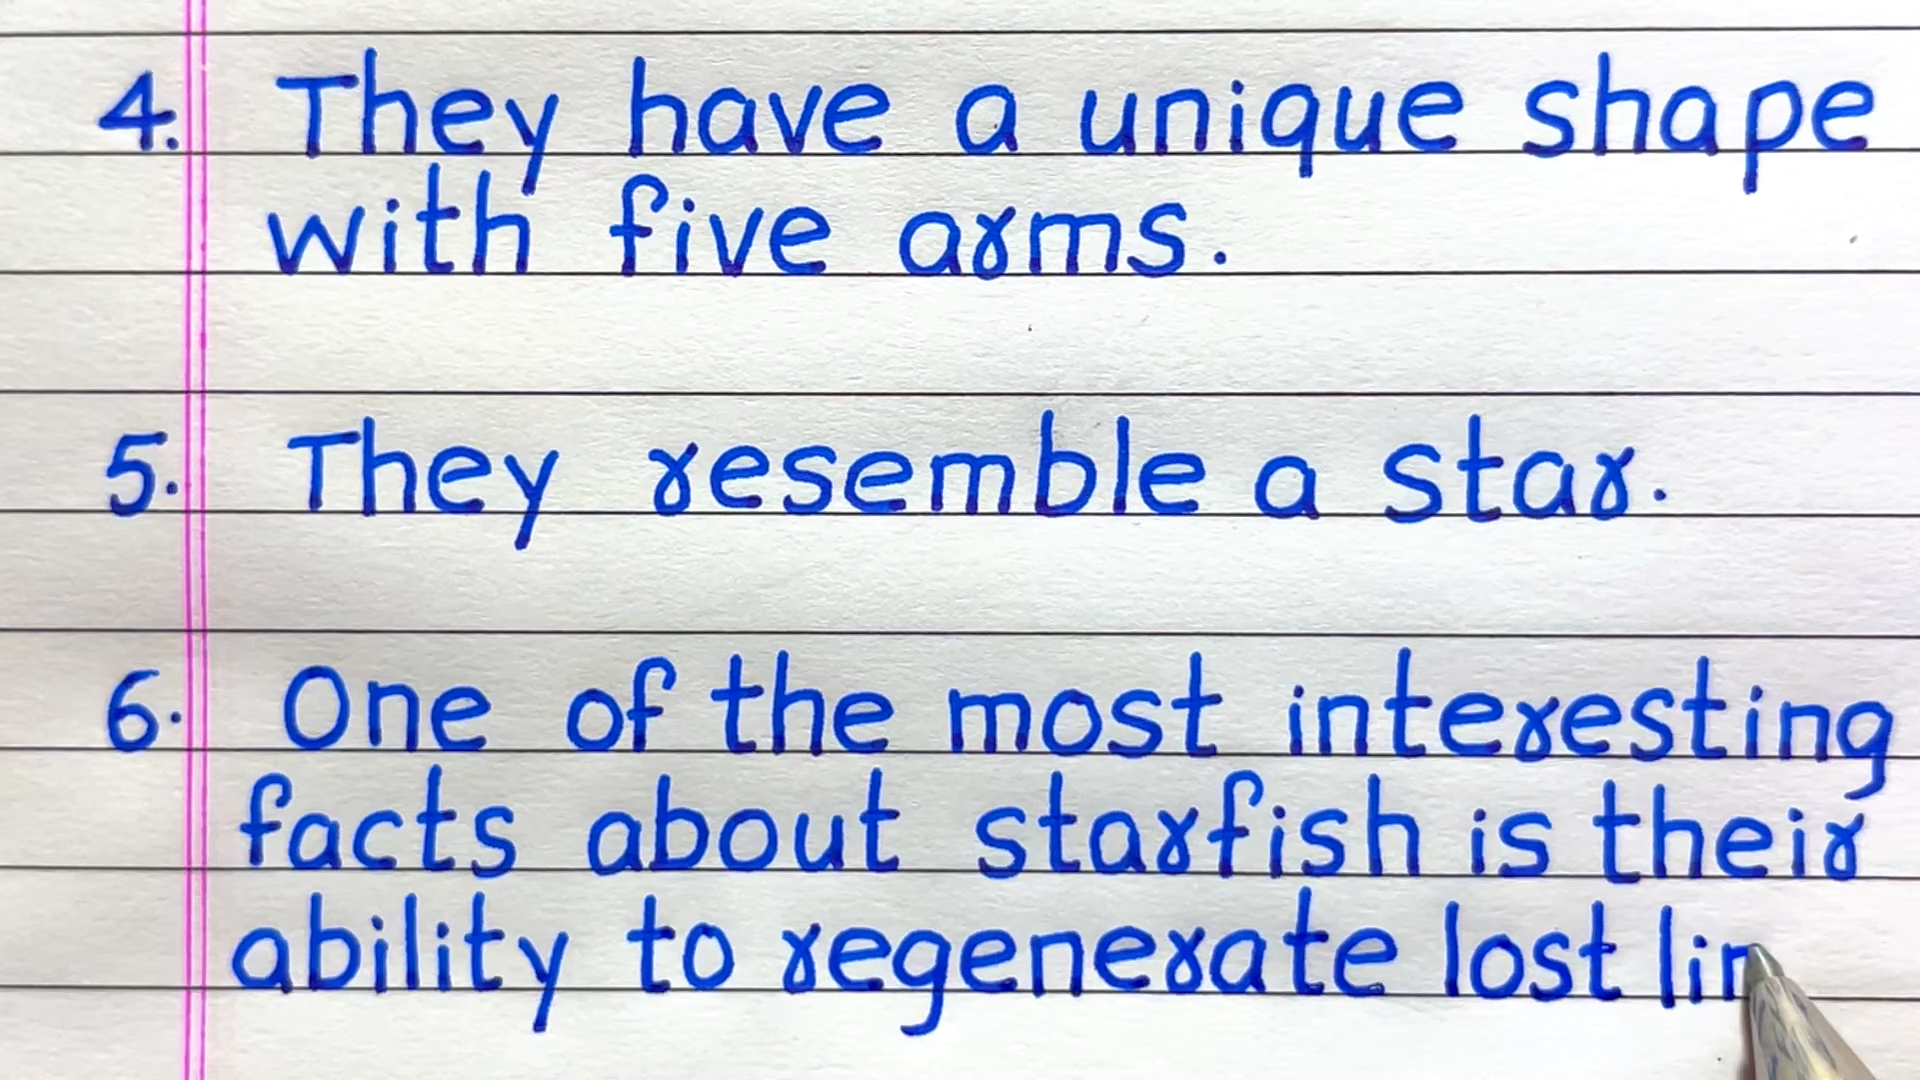 4. They have a unique shape
with five arms.
5. They resemble a star.
6. One of the most interesting
facts about starfish is their
ability to regenerate lost